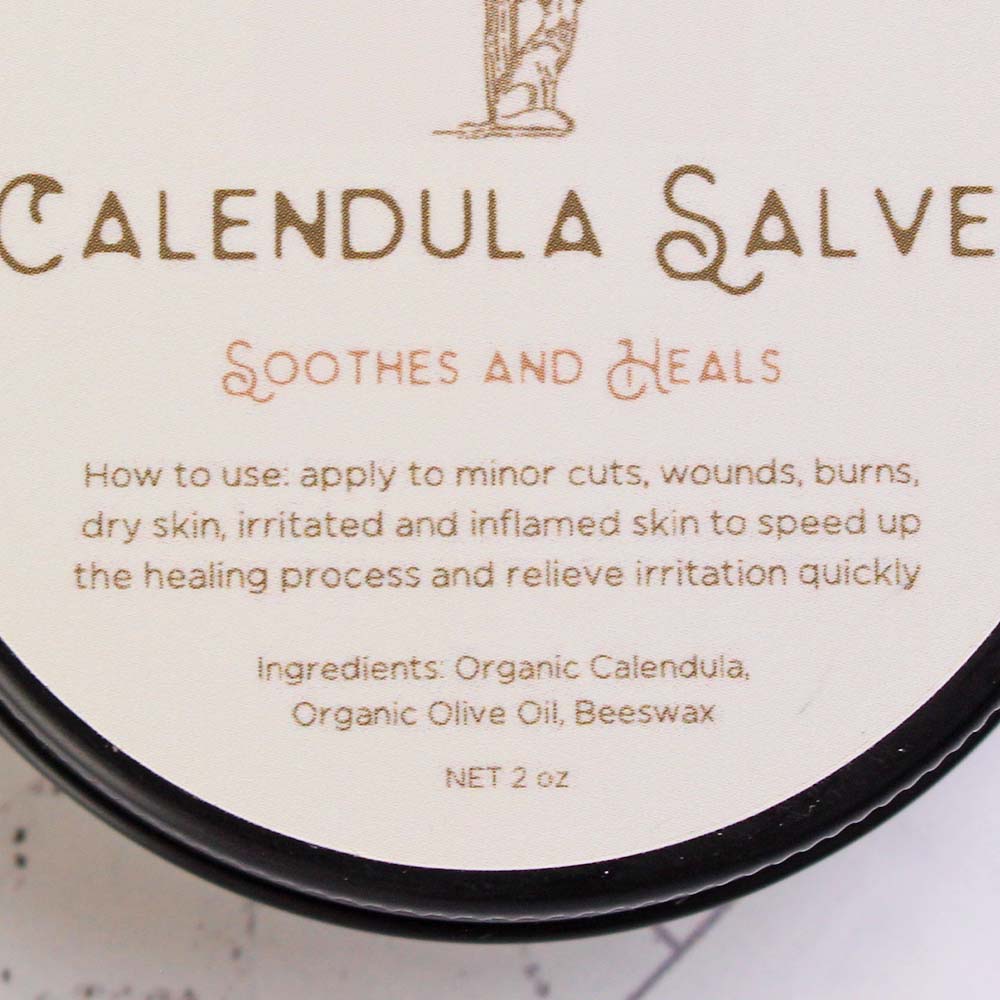 CALENDULA SALVE
SOOTHES AND HEALS
How to use: apply to minor cuts, wounds, burns,
dry skin, irritated and inflamed skin to speed up
the healing process and relieve irritation quickly
Ingredients: Organic Calendula,
Organic Olive Oil, Beeswax
NET 2 oz